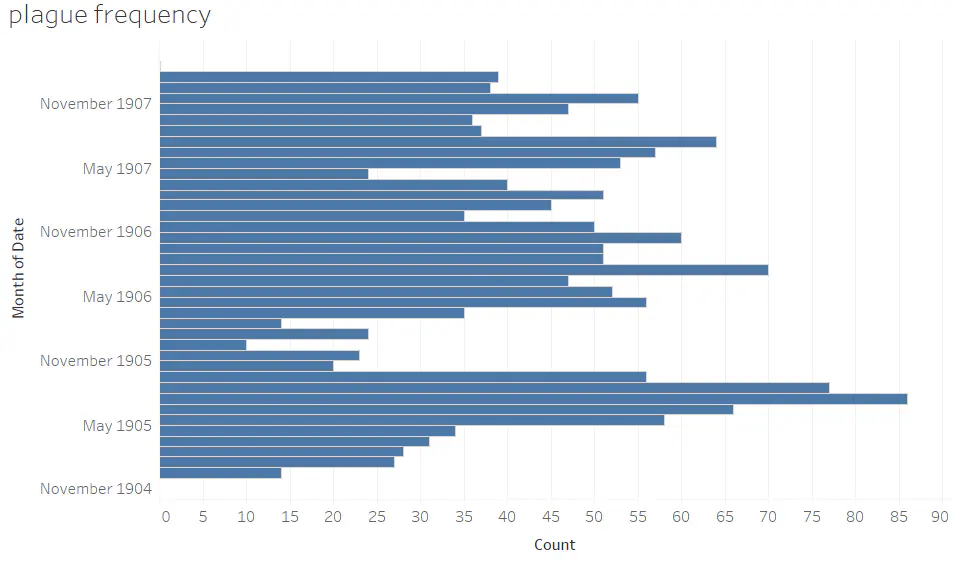 plague frequency
November 1907
May 1907
November 1906
May 1906
November 1905
May 1905
November 1904
Month of Date
0 5 10 15 20 25 30 35 40 45 50 55 60 65 70 75 80 85 90
Count